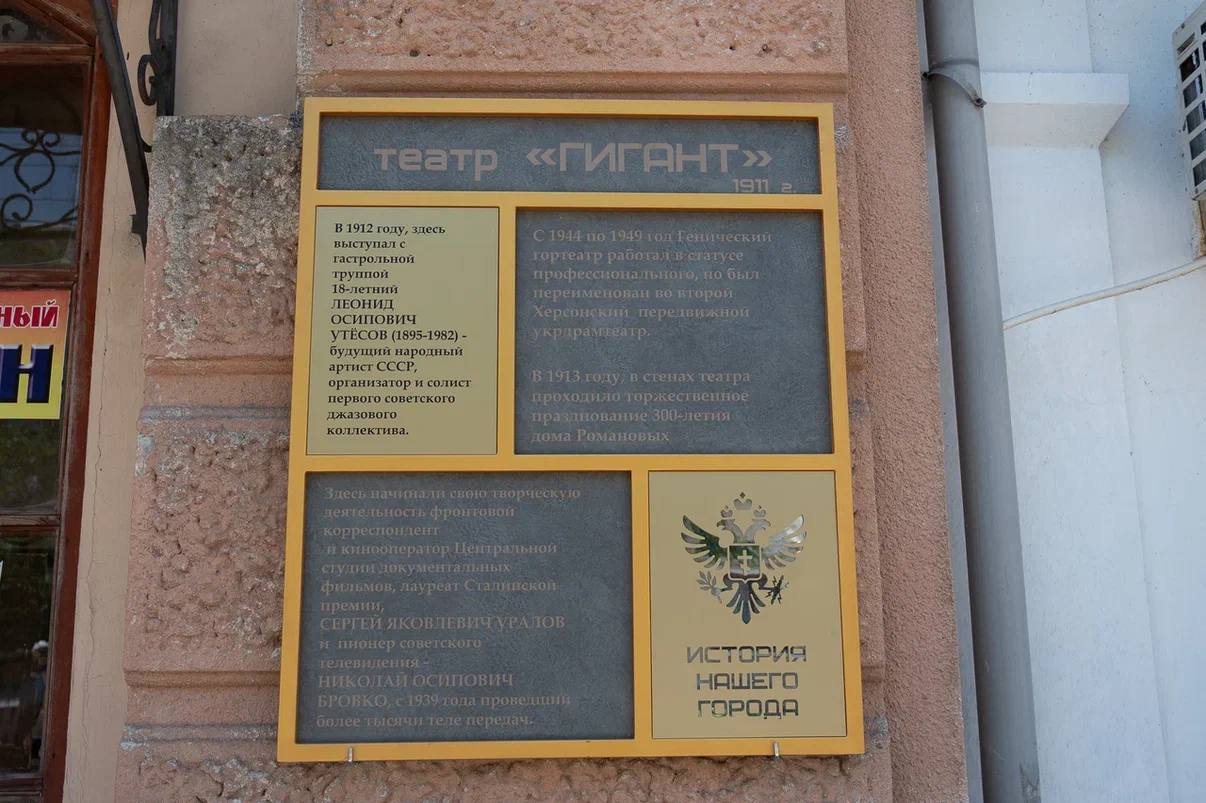 театр «ГИГАНТ»
1911 г.
В 1912 году, здесь
выступал с
гастрольной
труппой
18-летний
ЛЕОНИД
ОСИПОВИЧ
УТЁСОВ (1895-1982) -
будущий народный
артист СССР,
организатор и солист
первого советского
джазового
коллектива.
С 1944 по 1949 год Генический
гортеатр работал в статусе
профессионального, но был
переименован во второй
Херсонский передвижной
укрдрамтеатр.
В 1913 году, в стенах театра
проходило торжественное
празднование 300-летия
дома Романовых
Здесь начинали свою творческую
деятельность фронтовой
корреспондент
и кинооператор Центральной
студии документальных
фильмов, лауреат Сталинской
премии,
СЕРГЕЙ ЯКОВЛЕВИЧ УРАЛОВ
и пионер советского
телевидения -
НИКОЛАЙ ОСИПОВИЧ
БРОВКО, с 1939 года проведший
более тысячи теле передач.
ИСТОРИЯ
НАШЕГО
ГОРОДА
ный
Н